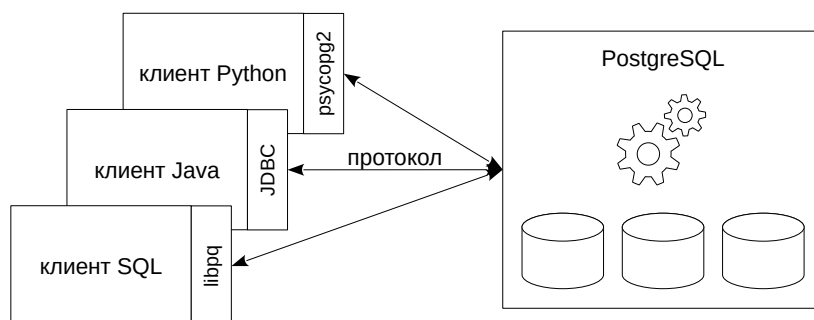 клиент Python
psycopg2
PostgreSQL
клиент Java
JDBC
протокол
клиент SQL
libpq